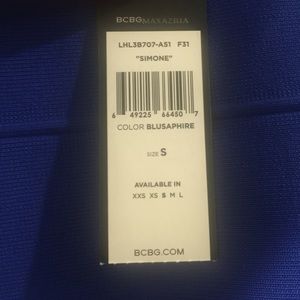 BCBGMAXAZRIA
LHL3B707-A51 F31
"SIMONE"
6 49225 66450 7
COLOR BLUSAPHIRE
SIZE S
AVAILABLE IN
XXS XS S M L
BCBG.COM